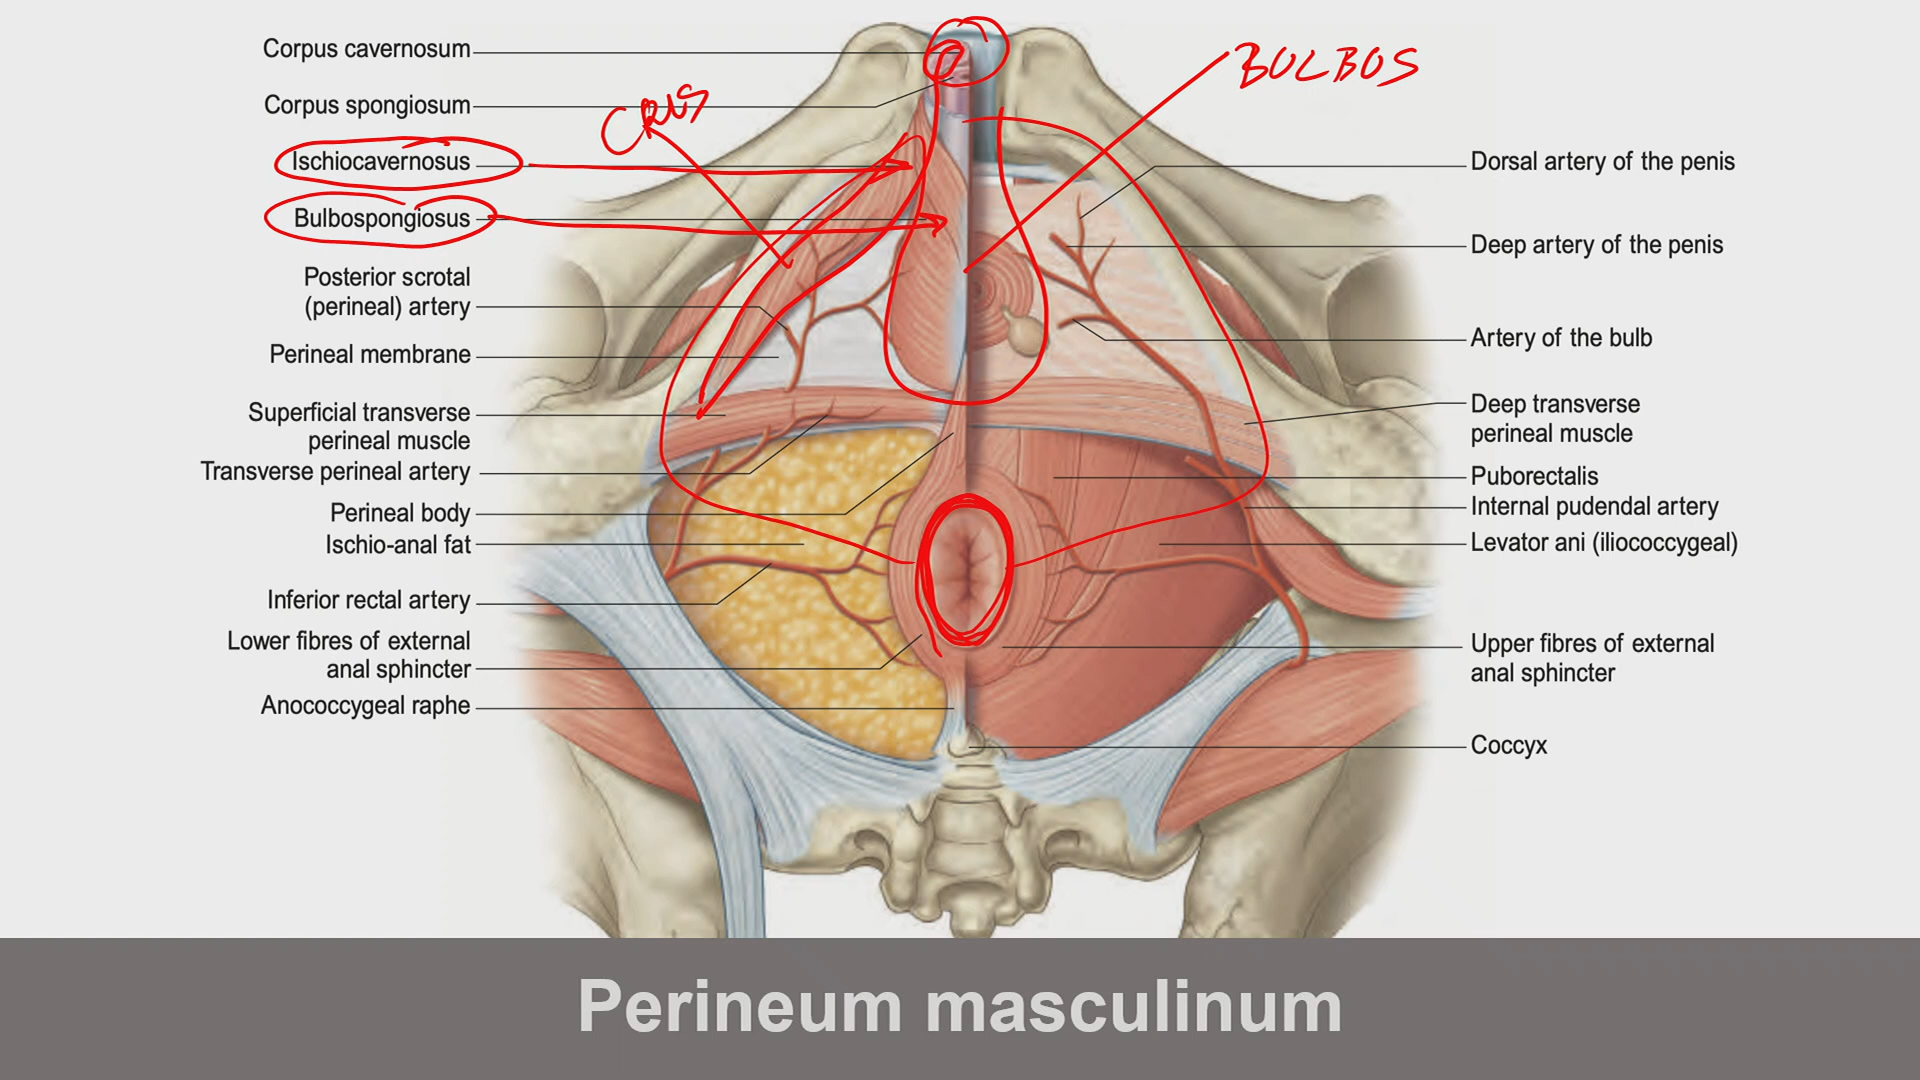 Corpus cavernosum
Corpus spongiosum
Ischiocavernosus
Bulbospongiosus
Posterior scrotal
(perineal) artery
Perineal membrane
Superficial transverse
perineal muscle
Transverse perineal artery
Perineal body
Ischio-anal fat
Inferior rectal artery
Lower fibres of external
anal sphincter
Anococcygeal raphe
CRUS
BULBOS
Dorsal artery of the penis
Deep artery of the penis
Artery of the bulb
Deep transverse
perineal muscle
Puborectalis
Internal pudendal artery
Levator ani (iliococcygeal)
Upper fibres of external
anal sphincter
Coccyx
Perineum masculinum